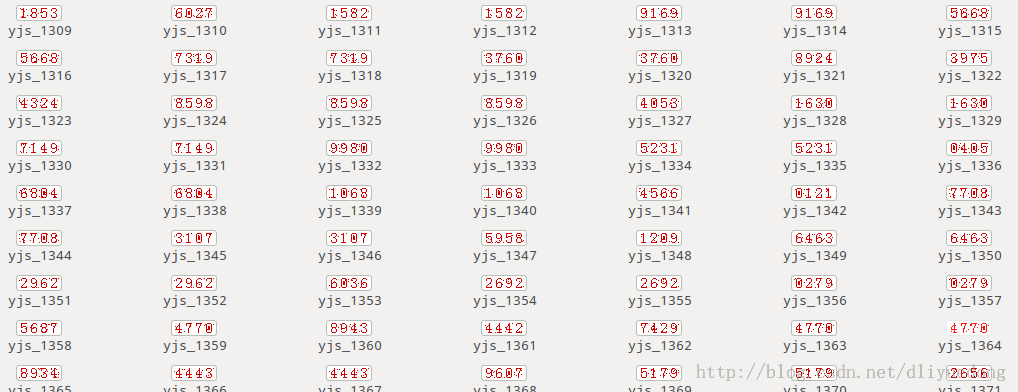 1853 6027 1582 1582 9169 9169 5668
yjs_1309 yjs_1310 yjs_1311 yjs_1312 yjs_1313 yjs_1314 yjs_1315
5668 7319 7319 3760 3760 8924 3975
yjs_1316 yjs_1317 yjs_1318 yjs_1319 yjs_1320 yjs_1321 yjs_1322
4324 8598 8598 8598 4053 1630 1630
yjs_1323 yjs_1324 yjs_1325 yjs_1326 yjs_1327 yjs_1328 yjs_1329
7149 7149 9980 9980 5231 5231 0405
yjs_1330 yjs_1331 yjs_1332 yjs_1333 yjs_1334 yjs_1335 yjs_1336
6804 6804 1068 1068 4566 0121 7708
yjs_1337 yjs_1338 yjs_1339 yjs_1340 yjs_1341 yjs_1342 yjs_1343
7708 3107 3107 5958 1209 6463 6463
yjs_1344 yjs_1345 yjs_1346 yjs_1347 yjs_1348 yjs_1349 yjs_1350
2962 2962 6036 2692 2692 0279 0279
yjs_1351 yjs_1352 yjs_1353 yjs_1354 yjs_1355 yjs_1356 yjs_1357
5687 4770 8943 4442 7429 4770 4770
yjs_1358 yjs_1359 yjs_1360 yjs_1361 yjs_1362 yjs_1363 yjs_1364
8934 4443 4443 9607 5179 5179 2656
yjs_1365 yjs_1366 yjs_1367 yjs_1368 yjs_1369 yjs_1370 yjs_1371